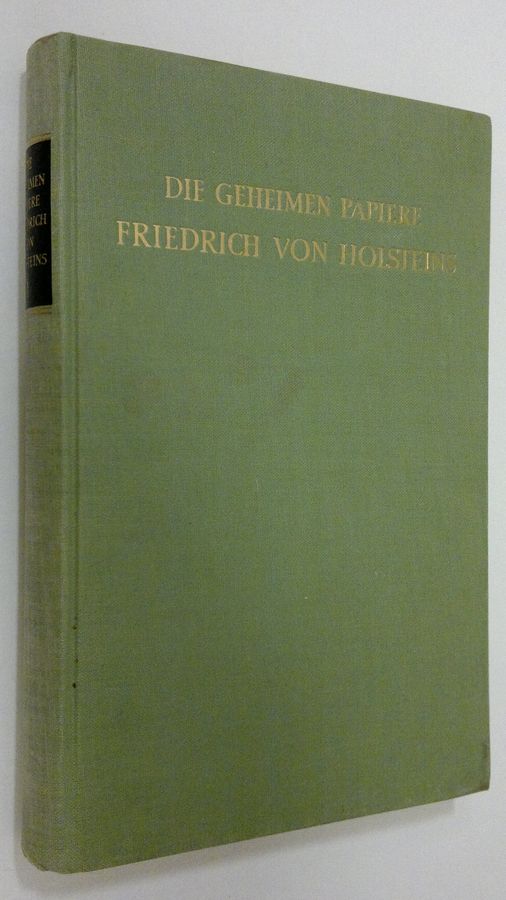 DIE GEHEIMEN PAPIERE
FRIEDRICH VON HOLSTEINS